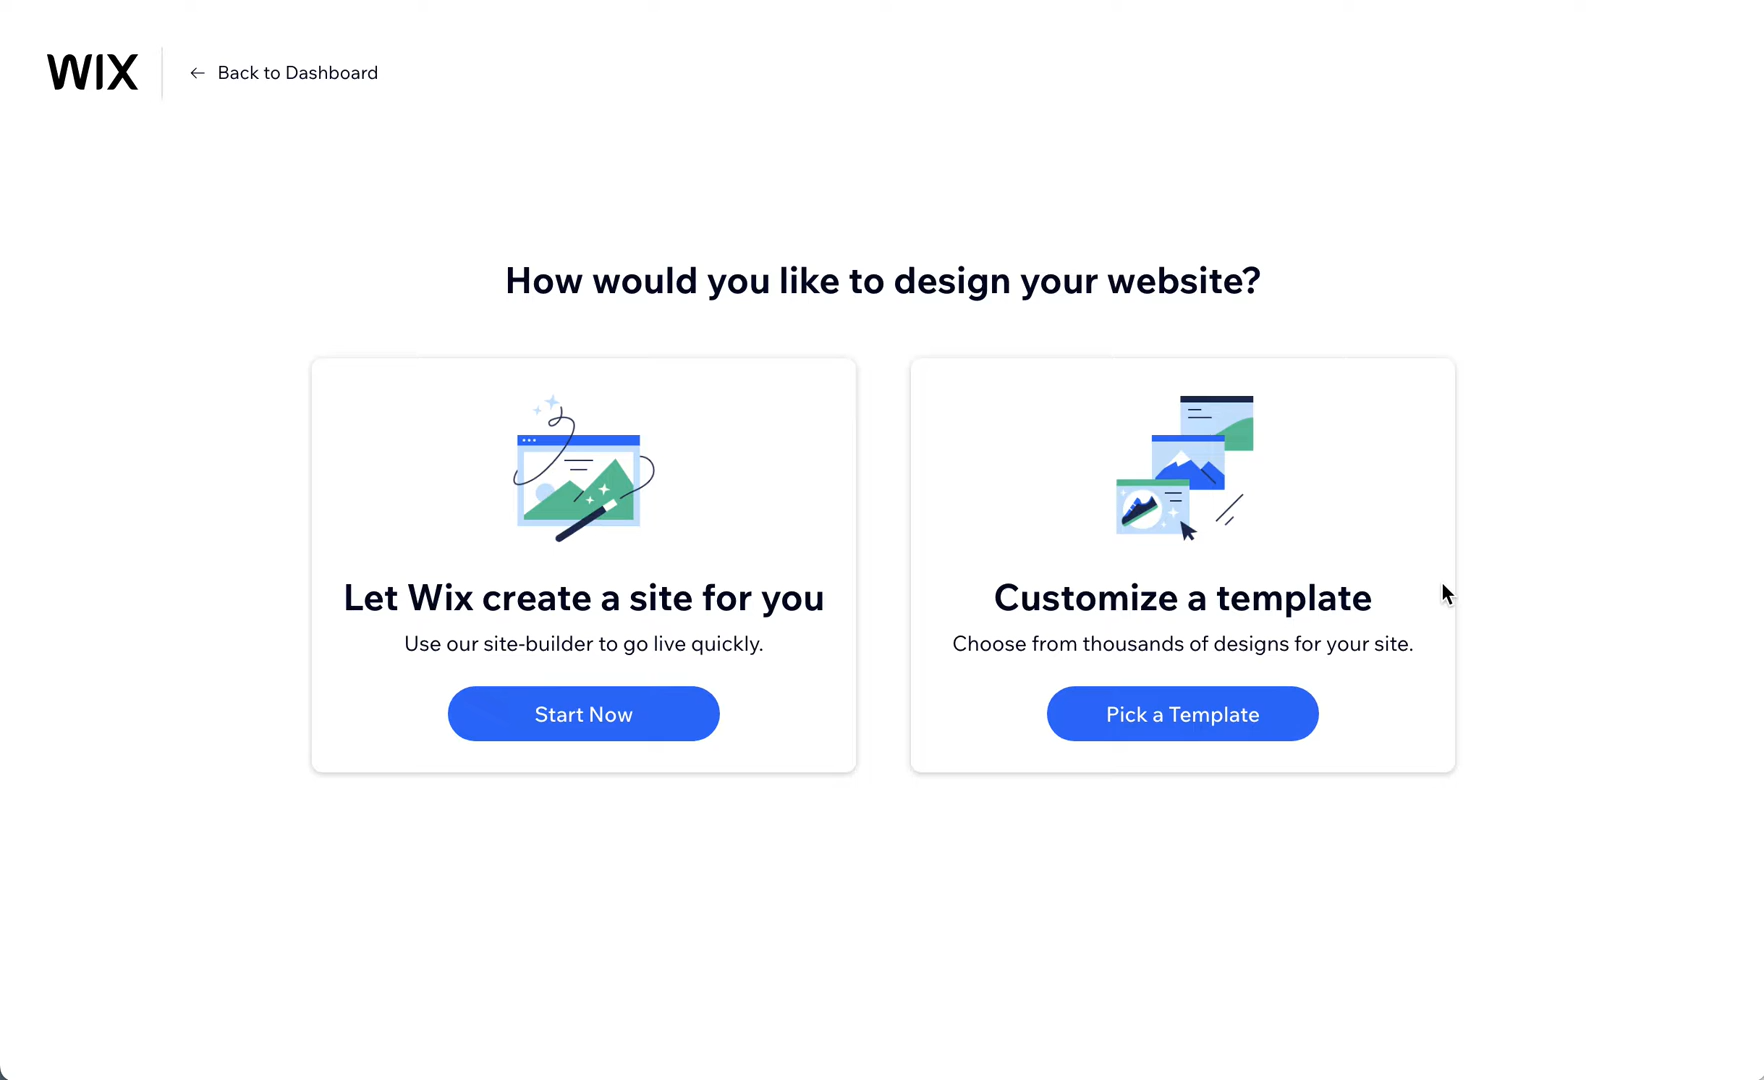 WIX
Back to Dashboard
How would you like to design your website?
Let Wix create a site for you
Use our site-builder to go live quickly.
Start Now
Customize a template
Choose from thousands of designs for your site.
Pick a Template